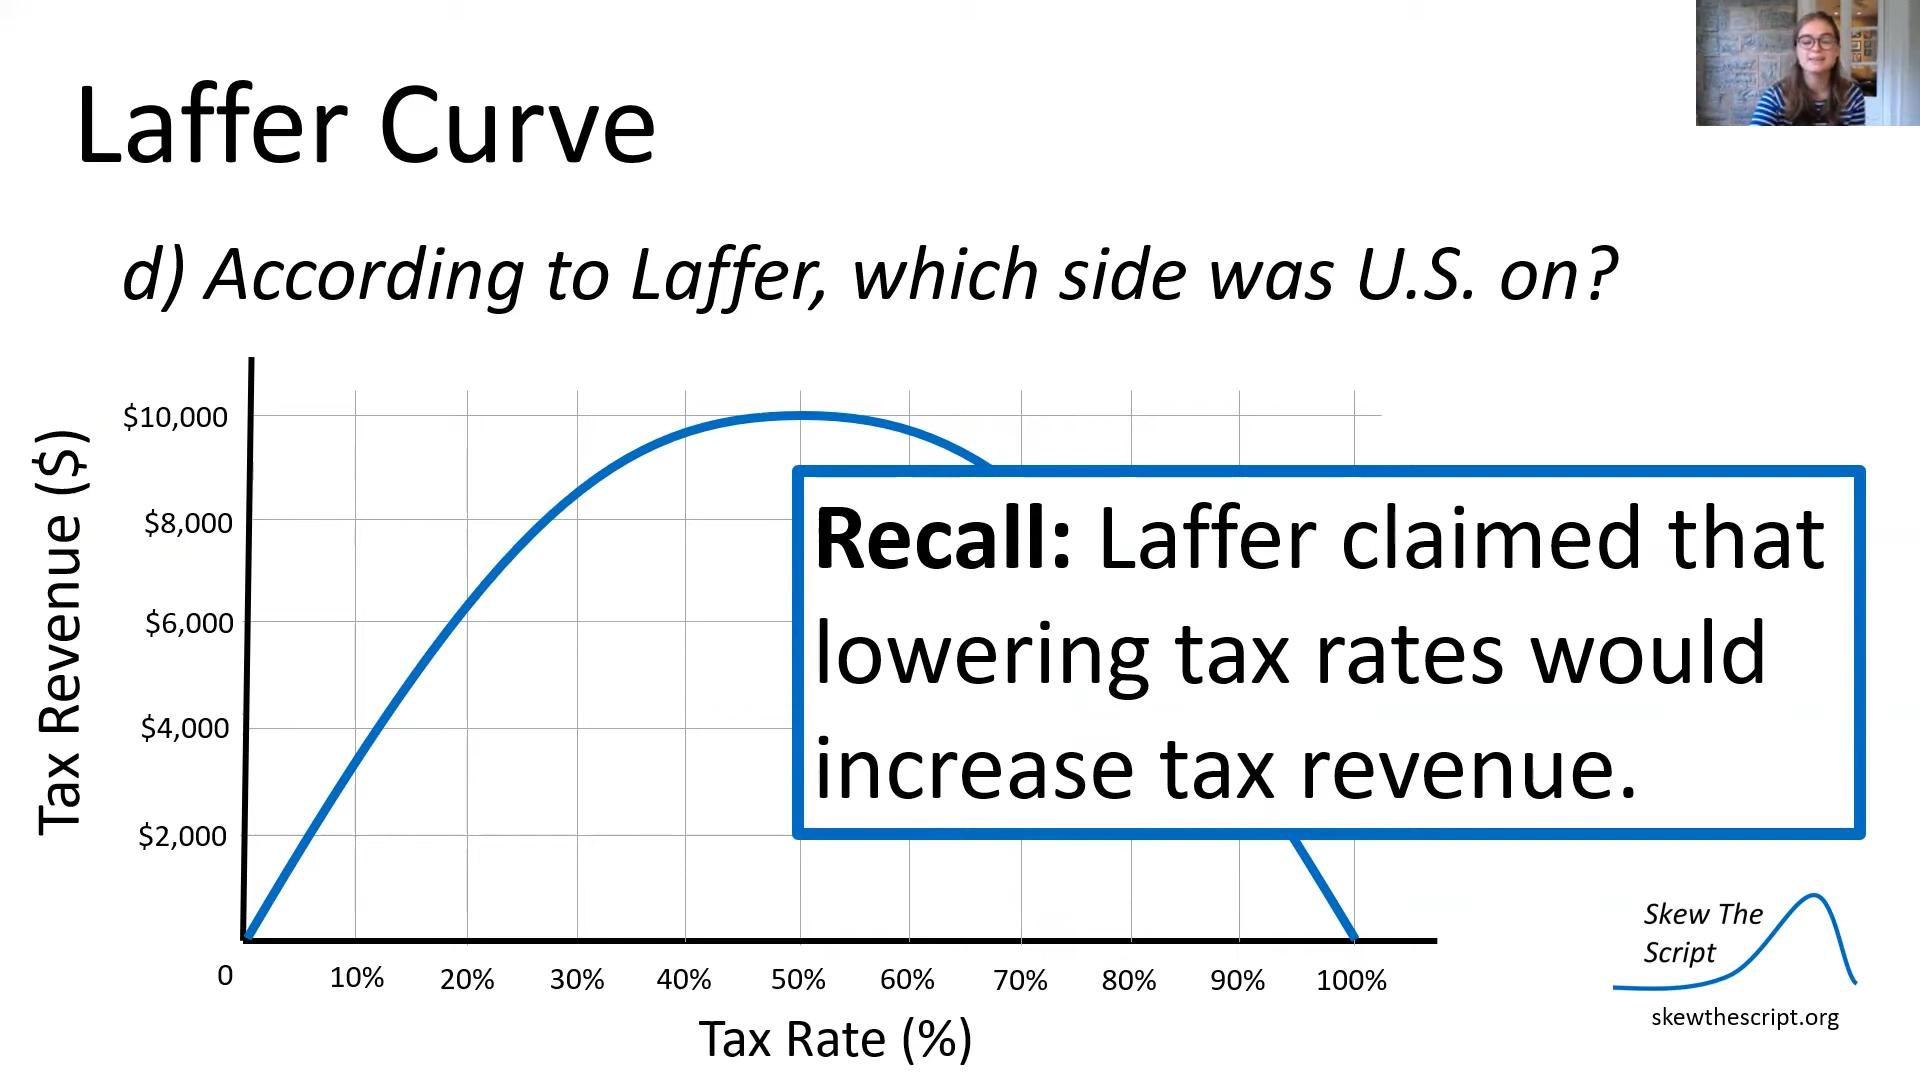 Laffer Curve
d) According to Laffer, which side was U.S. on?
Tax Revenue ($)
$10,000
$8,000
$6,000
$4,000
$2,000
Recall: Laffer claimed that
lowering tax rates would
increase tax revenue.
0 10% 20% 30% 40% 50% 60% 70% 80% 90% 100%
Tax Rate (%)
Skew The
Script
skewthescript.org